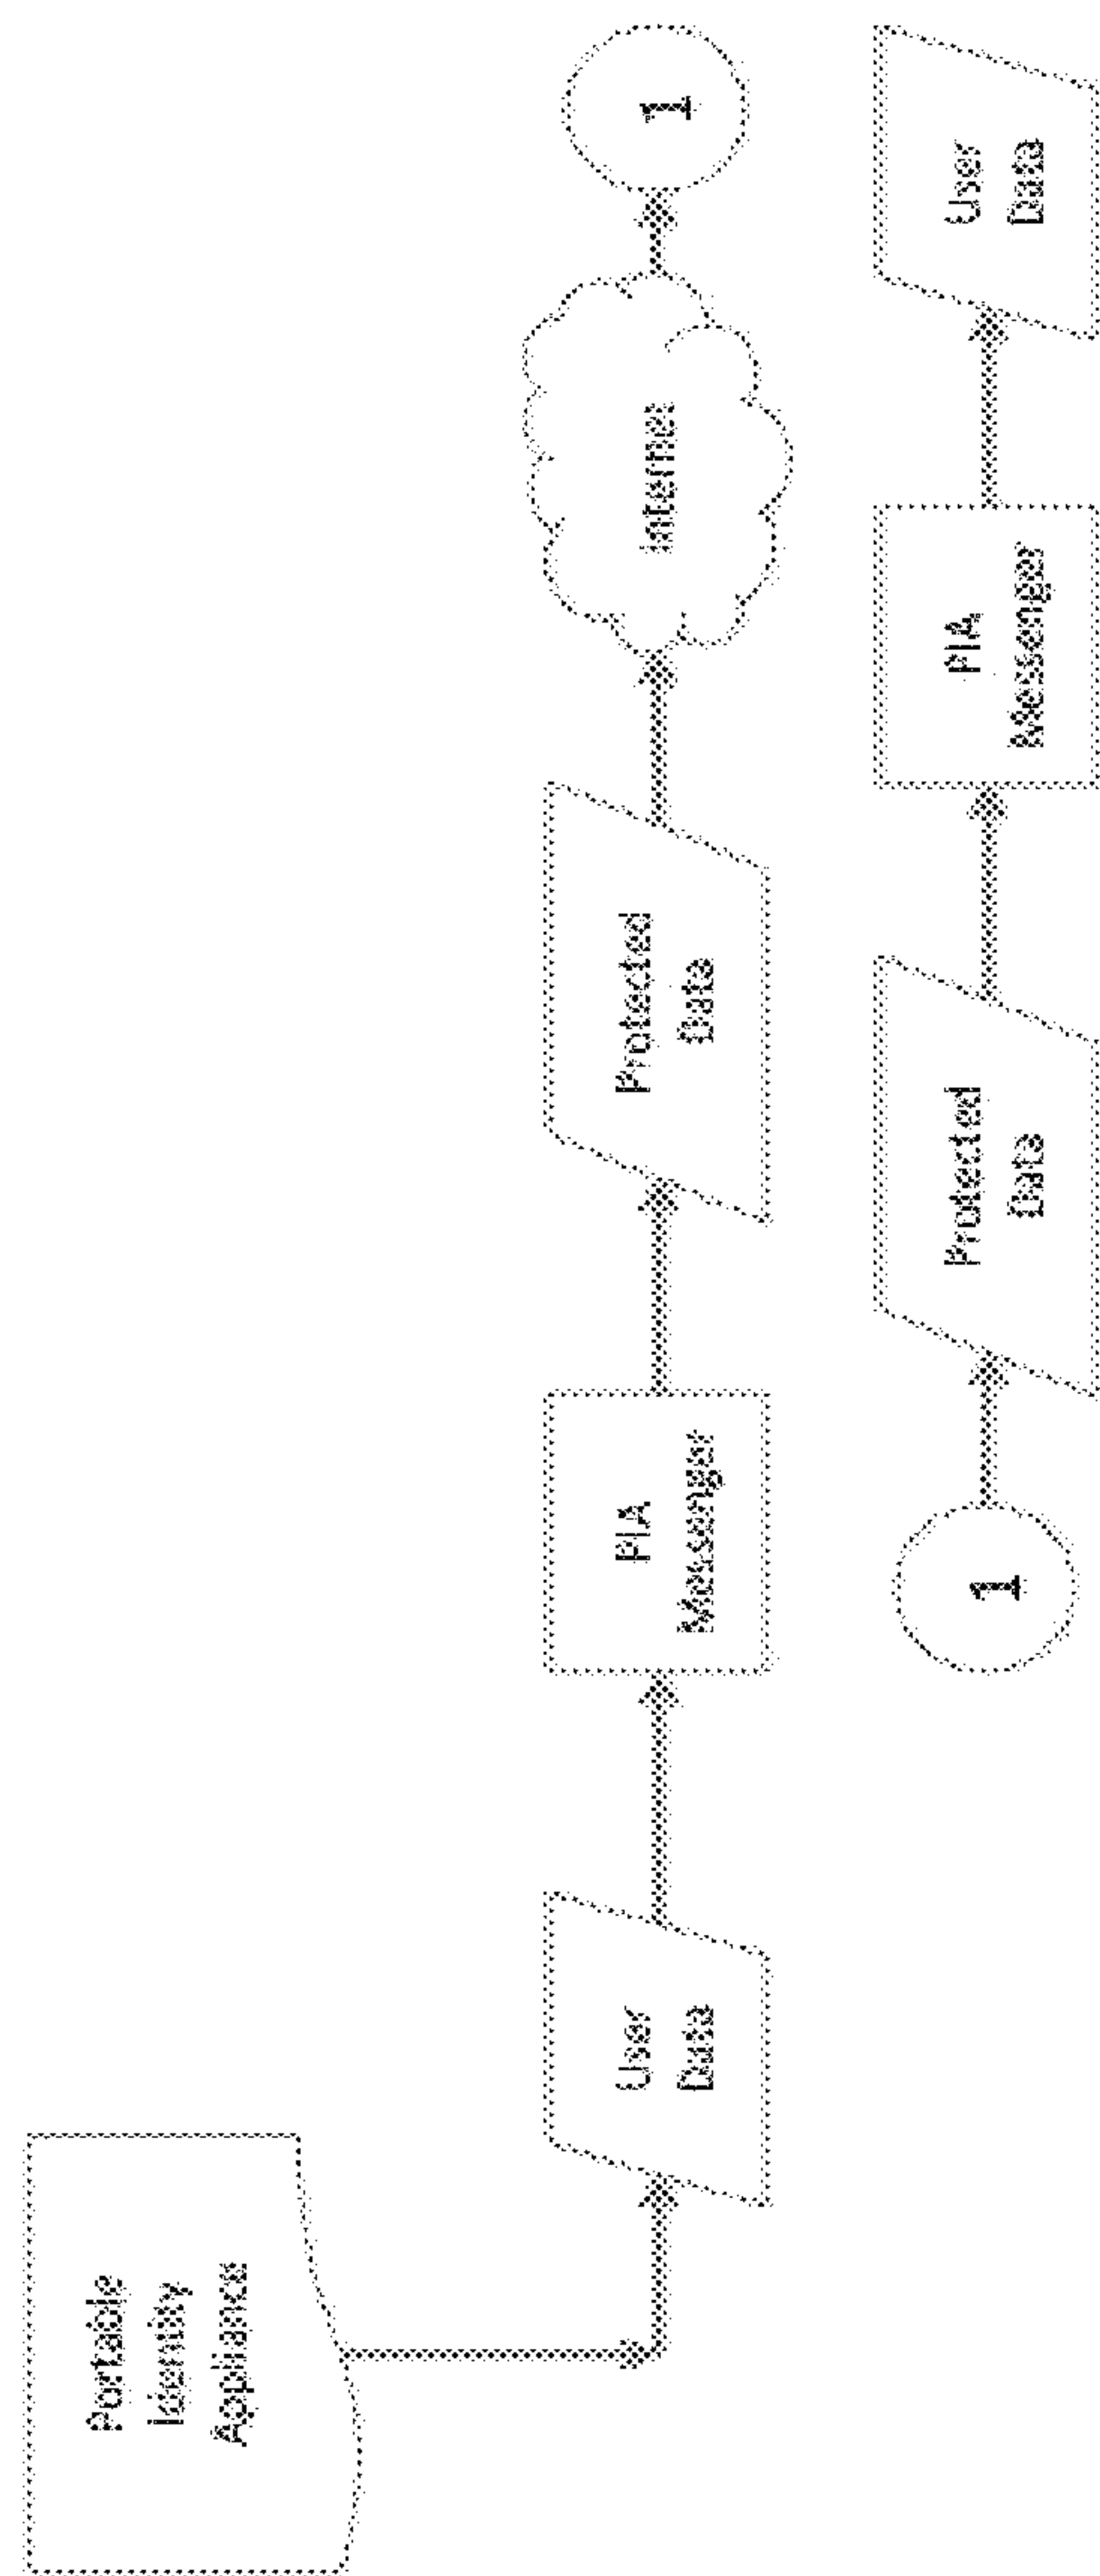 Portable
Identity
Appliance
User
Data
PIA
Messenger
Protected
Data
Internet
1
1
Protected
Data
PIA
Messenger
User
Data